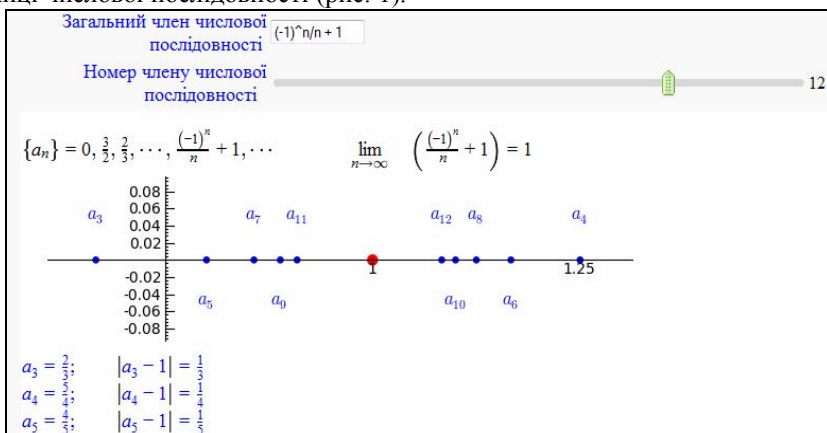 ці числової послідовності (рис. 1).
Загальний член числової
послідовності (-1)^n/n + 1
Номер члену числової
послідовності 12
{aₙ} = 0, 3/2, 2/3, ⋯, (−1)ⁿ/n + 1, ⋯ lim n→∞ ((−1)ⁿ/n + 1) = 1
0.08
0.06
0.04
0.02
-0.02
-0.04
-0.06
-0.08
a₃ a₇ a₁₁ a₁₂ a₈ a₄
1 1.25
a₅ a₉ a₁₀ a₆
a₃ = 2/3; |a₃ − 1| = 1/3
a₄ = 5/4; |a₄ − 1| = 1/4
a₅ = 4/5; |a₅ − 1| = 1/5